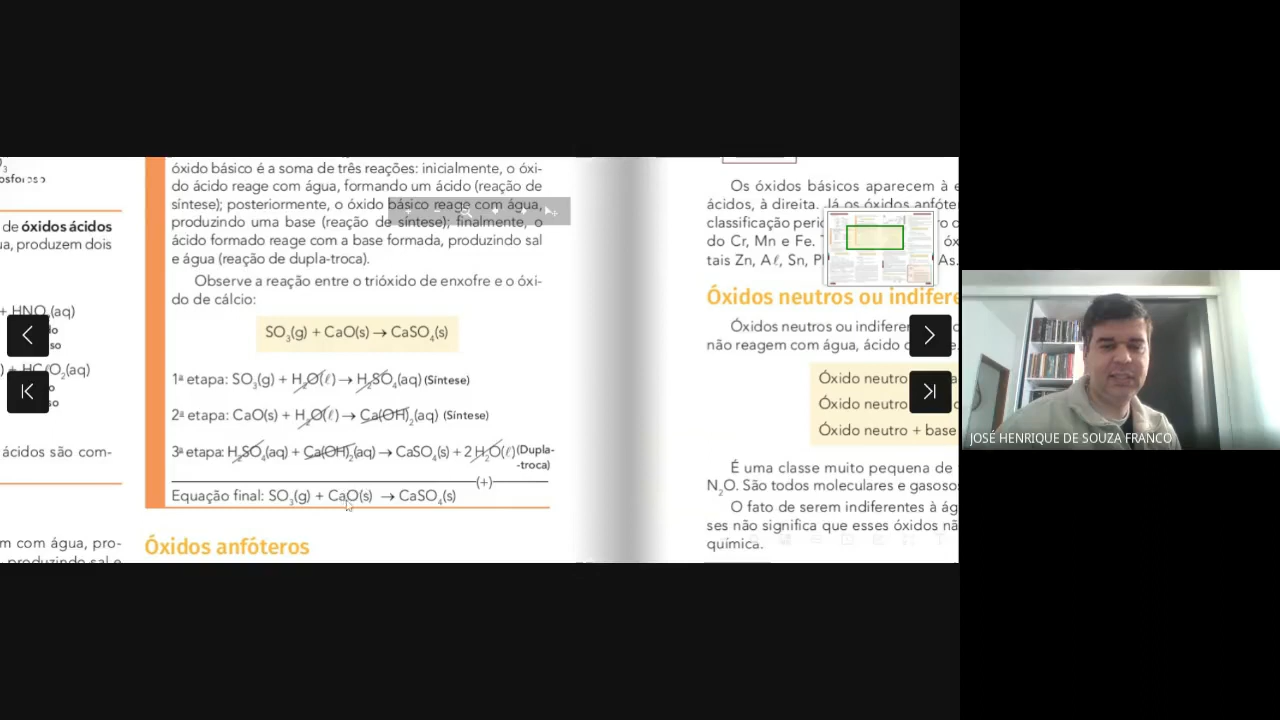 de óxidos ácidos
ua, produzem dois
+ HNO₂(aq)
ácidos são com-
m com água, pro-
produzindo sal e
óxido básico é a soma de três reações: inicialmente, o óxi-
do ácido reage com água, formando um ácido (reação de
síntese); posteriormente, o óxido básico reage com água,
produzindo uma base (reação de síntese); finalmente, o
ácido formado reage com a base formada, produzindo sal
e água (reação de dupla-troca).
Observe a reação entre o trióxido de enxofre e o óxi-
do de cálcio:
SO₃(g) + CaO(s) → CaSO₄(s)
1ª etapa: SO₃(g) + H₂O(ℓ) → H₂SO₄(aq) (Síntese)
2ª etapa: CaO(s) + H₂O(ℓ) → Ca(OH)₂(aq) (Síntese)
3ª etapa: H₂SO₄(aq) + Ca(OH)₂(aq) → CaSO₄(s) + 2 H₂O(ℓ) (Dupla-
-troca)
(+)
Equação final: SO₃(g) + CaO(s) → CaSO₄(s)
Óxidos anfóteros
Os óxidos básicos aparecem à e
ácidos, à direita. Já os óxidos anfóte
classificação peri
do Cr, Mn e Fe.
tais Zn, Aℓ, Sn, P
As.
Óxidos neutros ou indifere
Óxidos neutros ou indifere
não reagem com água, ácido
Óxido neutro
Óxido neutro
Óxido neutro + base
É uma classe muito pequena de
N₂O. São todos moleculares e gasoso
O fato de serem indiferentes à ág
ses não significa que esses óxidos nã
química.
JOSÉ HENRIQUE DE SOUZA FRANCO